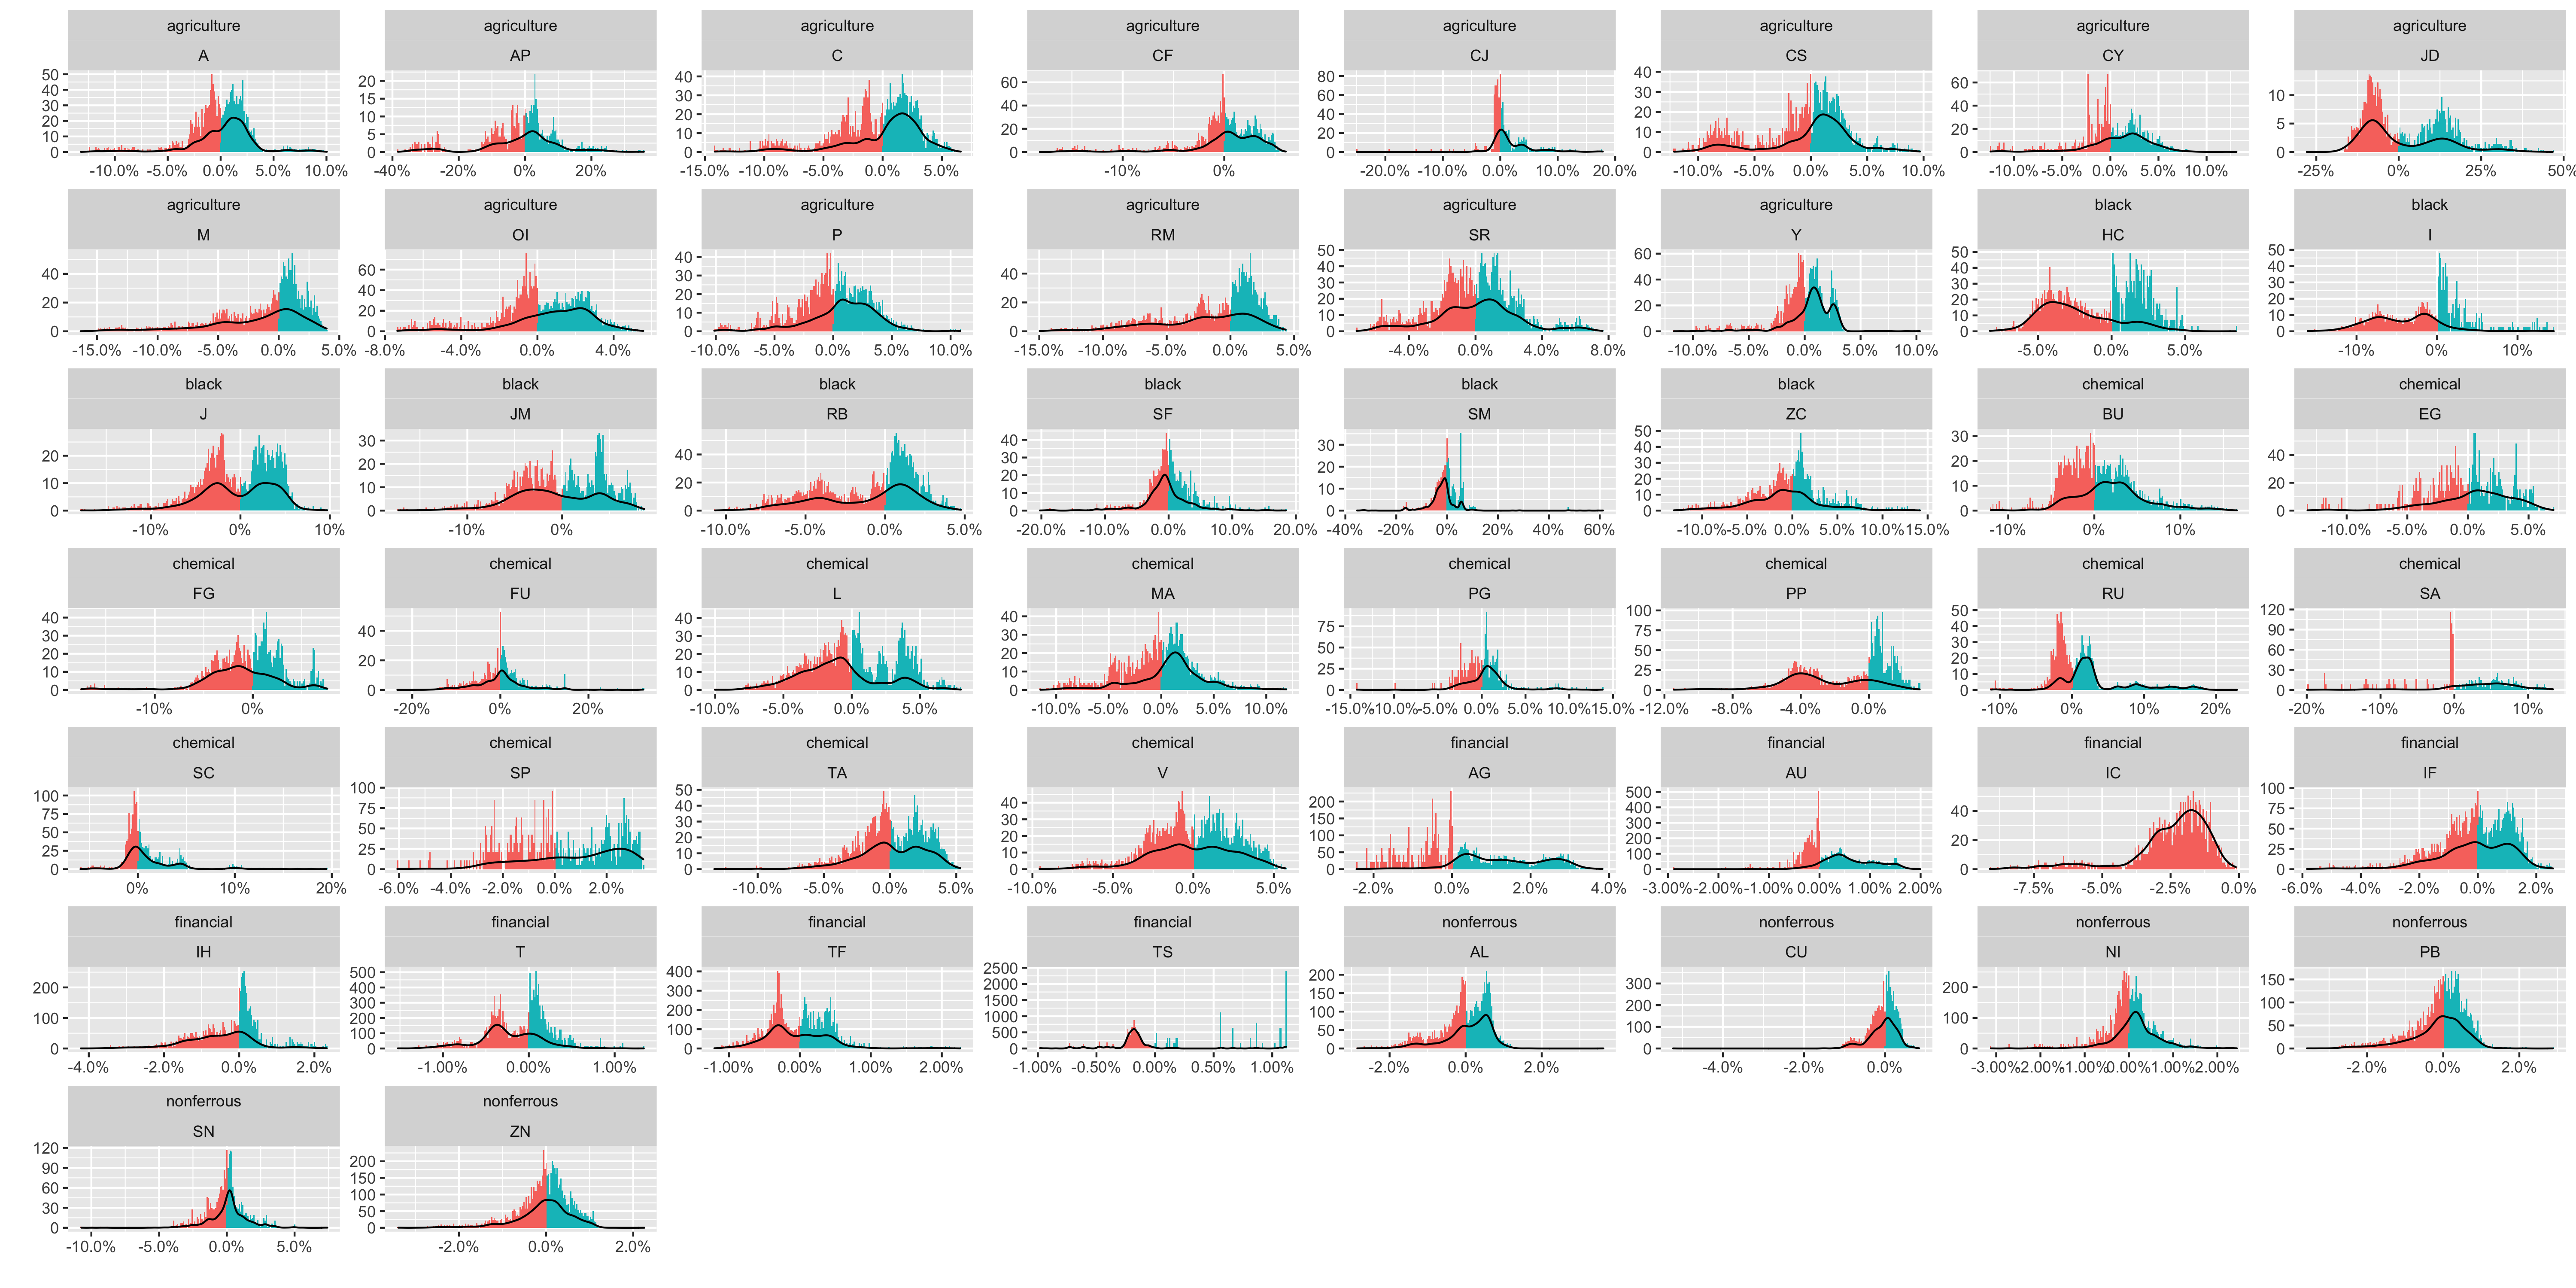 agriculture agriculture agriculture agriculture agriculture agriculture agriculture agriculture
A AP C CF CJ CS CY JD
50 40 30 20 10 0
20 15 10 5 0
40 30 20 10 0
60 40 20 0
80 60 40 20 0
40 30 20 10 0
60 40 20 0
10 5 0
-10.0% -5.0% 0.0% 5.0% 10.0%
-40% -20% 0% 20%
-15.0% -10.0% -5.0% 0.0% 5.0%
-10% 0%
-20.0% -10.0% 0.0% 10.0% 20.0%
-10.0% -5.0% 0.0% 5.0% 10.0%
-10.0% -5.0% 0.0% 5.0% 10.0%
-25% 0% 25% 50%
agriculture agriculture agriculture agriculture agriculture agriculture black black
M OI P RM SR Y HC I
40 20 0
60 40 20 0
40 30 20 10 0
40 20 0
50 40 30 20 10 0
60 40 20 0
50 40 30 20 10 0
50 40 30 20 10 0
-15.0% -10.0% -5.0% 0.0% 5.0%
-8.0% -4.0% 0.0% 4.0%
-10.0% -5.0% 0.0% 5.0% 10.0%
-15.0% -10.0% -5.0% 0.0% 5.0%
-4.0% 0.0% 4.0% 8.0%
-10.0% -5.0% 0.0% 5.0% 10.0%
-5.0% 0.0% 5.0%
-10% 0% 10%
black black black black black black chemical chemical
J JM RB SF SM ZC BU EG
20 10 0
30 20 10 0
40 20 0
40 30 20 10 0
30 20 10 0
50 40 30 20 10 0
30 20 10 0
40 20 0
-10% 0% 10%
-10% 0%
-10.0% -5.0% 0.0% 5.0%
-20.0% -10.0% 0.0% 10.0% 20.0%
-40% -20% 0% 20% 40% 60%
-10.0% -5.0% 0.0% 5.0% 10.0% 15.0%
-10% 0% 10%
-10.0% -5.0% 0.0% 5.0%
chemical chemical chemical chemical chemical chemical chemical chemical
FG FU L MA PG PP RU SA
40 30 20 10 0
40 20 0
40 30 20 10 0
40 30 20 10 0
75 50 25 0
100 75 50 25 0
50 40 30 20 10 0
120 90 60 30 0
-10% 0%
-20% 0% 20%
-10.0% -5.0% 0.0% 5.0%
-10.0% -5.0% 0.0% 5.0% 10.0%
-15.0% -10.0% -5.0% 0.0% 5.0% 10.0% 15.0%
-12.0% -8.0% -4.0% 0.0%
-10% 0% 10% 20%
-20% -10% 0% 10%
chemical chemical chemical chemical financial financial financial financial
SC SP TA V AG AU IC IF
100 75 50 25 0
100 75 50 25 0
50 40 30 20 10 0
40 30 20 10 0
200 150 100 50 0
500 400 300 200 100 0
40 20 0
100 75 50 25 0
0% 10% 20%
-6.0% -4.0% -2.0% 0.0% 2.0%
-10.0% -5.0% 0.0% 5.0%
-10.0% -5.0% 0.0% 5.0%
-2.0% 0.0% 2.0% 4.0%
-3.00% -2.00% -1.00% 0.00% 1.00% 2.00%
-7.5% -5.0% -2.5% 0.0%
-6.0% -4.0% -2.0% 0.0% 2.0%
financial financial financial financial nonferrous nonferrous nonferrous nonferrous
IH T TF TS AL CU NI PB
200 100 0
500 400 300 200 100 0
400 300 200 100 0
2500 2000 1500 1000 500 0
200 150 100 50 0
300 200 100 0
200 100 0
150 100 50 0
-4.0% -2.0% 0.0% 2.0%
-1.00% 0.00% 1.00%
-1.00% 0.00% 1.00% 2.00%
-1.00% -0.50% 0.00% 0.50% 1.00%
-2.0% 0.0% 2.0%
-4.0% -2.0% 0.0%
-3.00% -2.00% -1.00% 0.00% 1.00% 2.00%
-2.0% 0.0% 2.0%
nonferrous nonferrous
SN ZN
120 90 60 30 0
200 150 100 50 0
-10.0% -5.0% 0.0% 5.0%
-2.0% 0.0% 2.0%